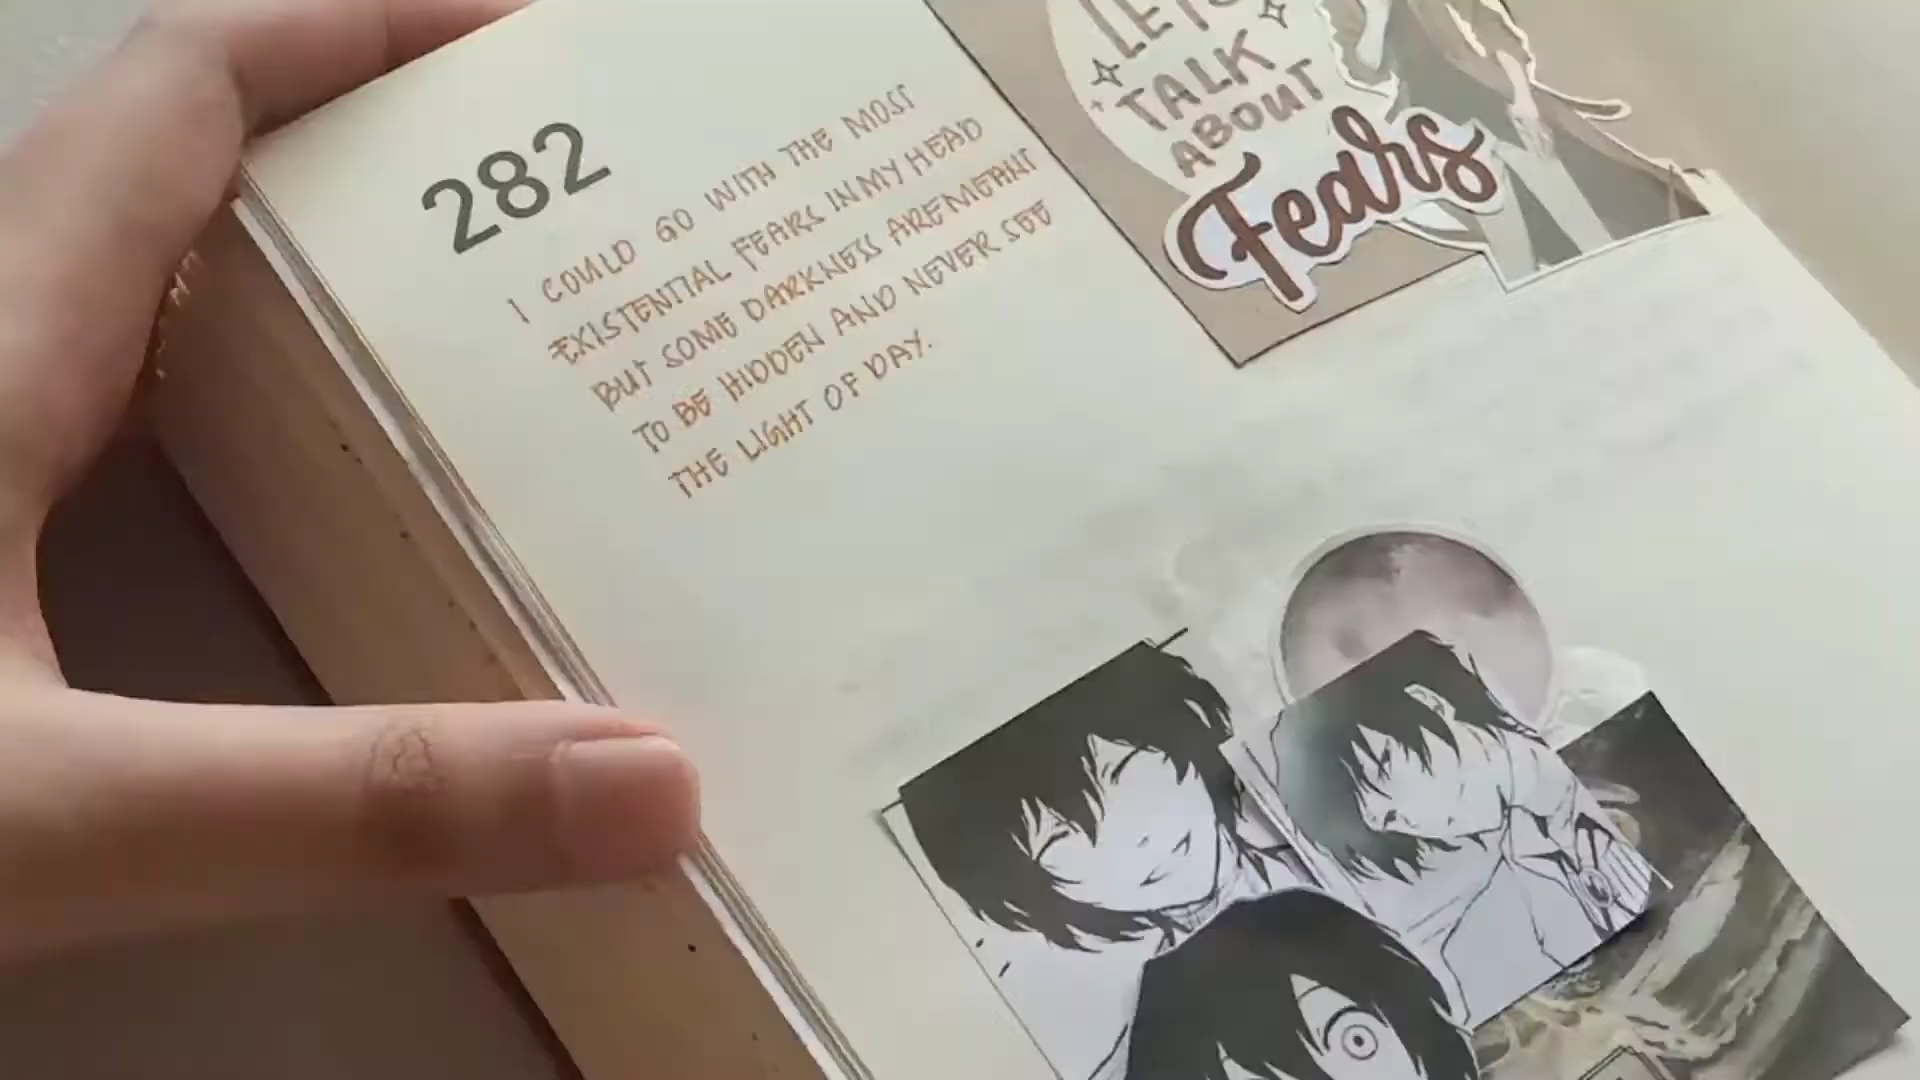 282
I COULD GO WITH THE MOST
EXISTENTIAL FEARS IN MY HEAD
BUT SOME DARKNESS ARE MEANT
TO BE HIDDEN AND NEVER SEE
THE LIGHT OF DAY.
LET'S
TALK
ABOUT
Fears